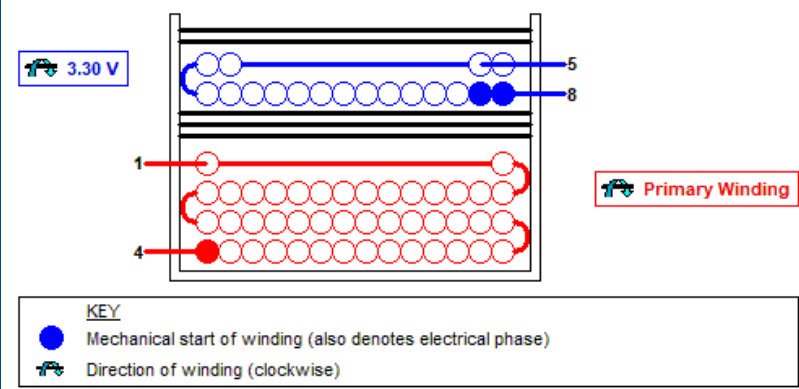 3.30 V
5
8
1
Primary Winding
4
KEY
Mechanical start of winding (also denotes electrical phase)
Direction of winding (clockwise)